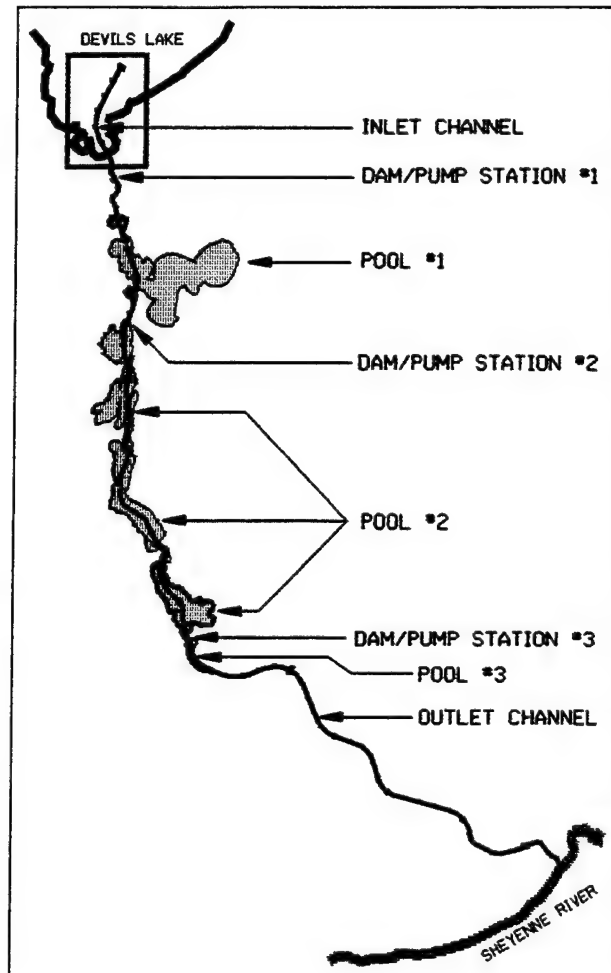 DEVILS LAKE
INLET CHANNEL
DAM/PUMP STATION #1
POOL #1
DAM/PUMP STATION #2
POOL #2
DAM/PUMP STATION #3
POOL #3
OUTLET CHANNEL
SHEYENNE RIVER